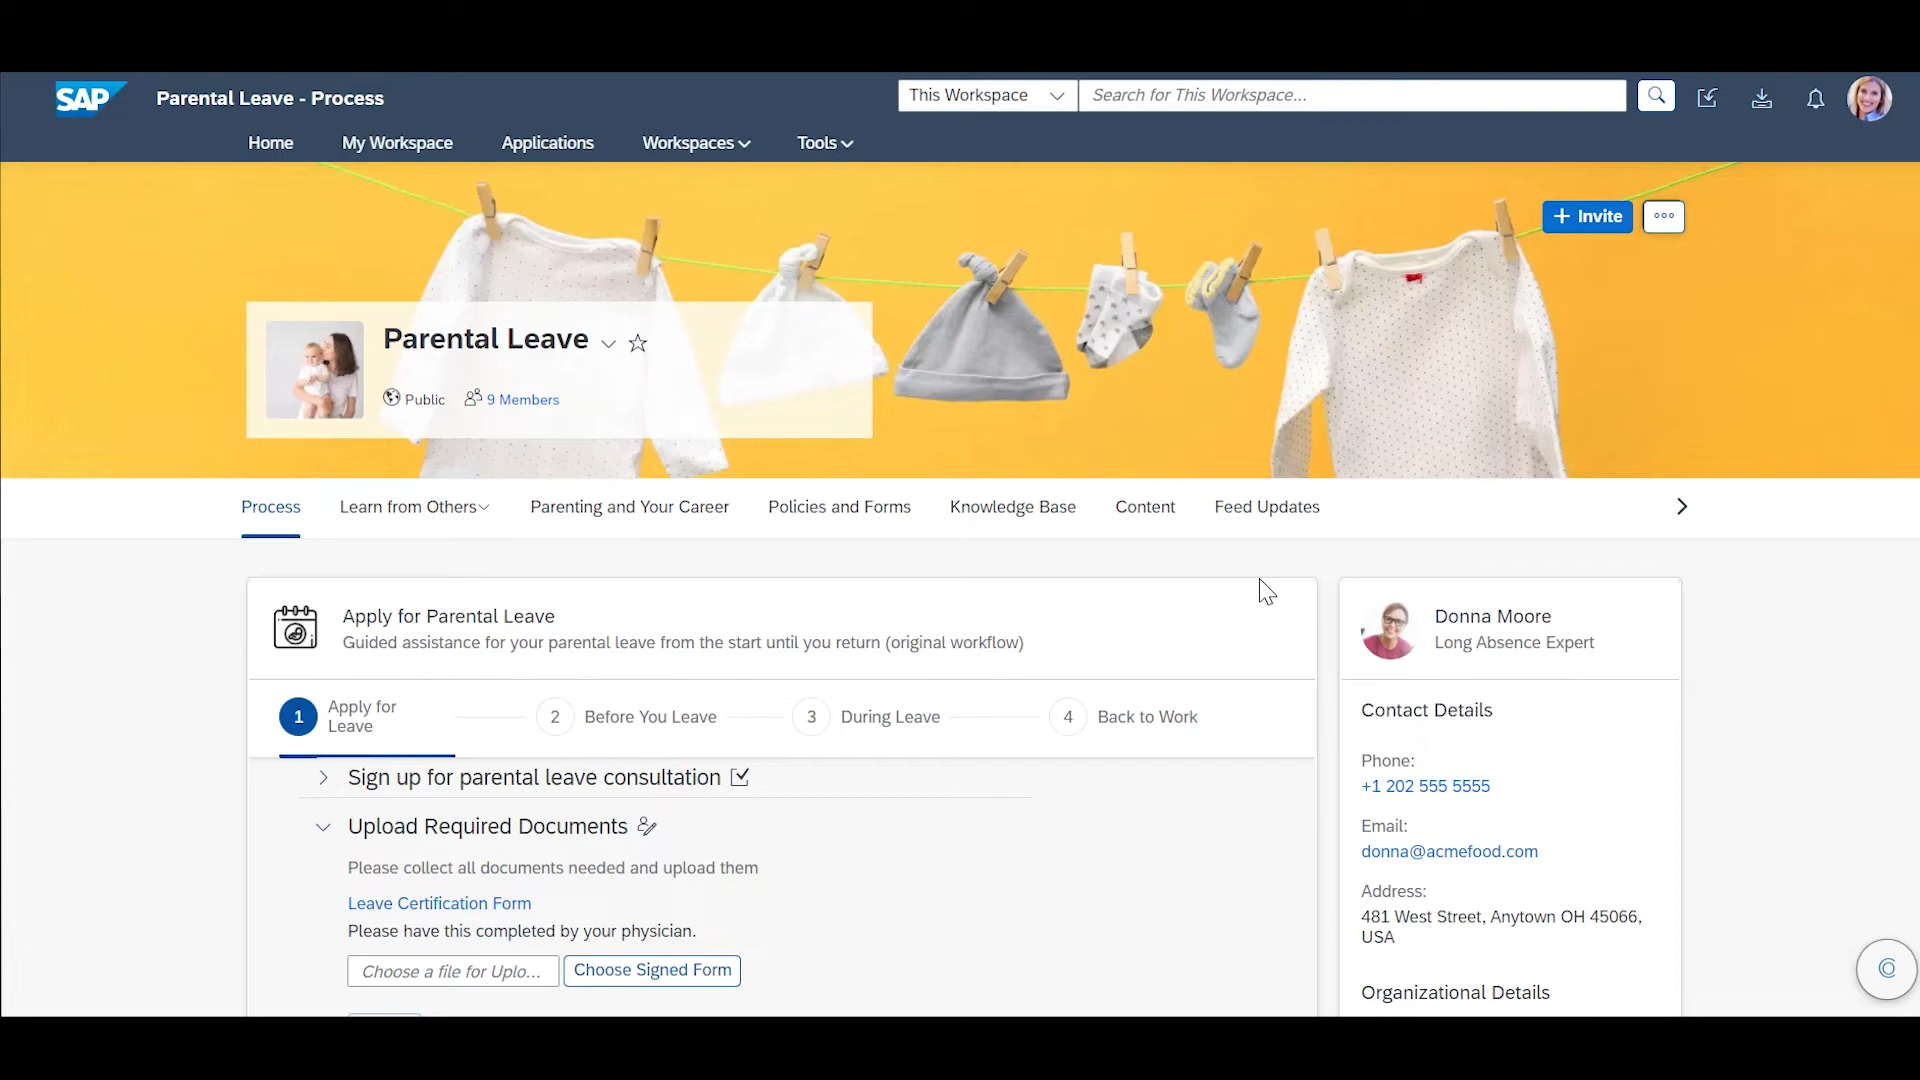 SAP
Parental Leave - Process
This Workspace
Search for This Workspace...
Home
My Workspace
Applications
Workspaces
Tools
+ Invite
Parental Leave
Public
9 Members
Process
Learn from Others
Parenting and Your Career
Policies and Forms
Knowledge Base
Content
Feed Updates
Apply for Parental Leave
Guided assistance for your parental leave from the start until you return (original workflow)
1
Apply for
Leave
2
Before You Leave
3
During Leave
4
Back to Work
Sign up for parental leave consultation
Upload Required Documents
Please collect all documents needed and upload them
Leave Certification Form
Please have this completed by your physician.
Choose a file for Uplo...
Choose Signed Form
Donna Moore
Long Absence Expert
Contact Details
Phone:
+1 202 555 5555
Email:
donna@acmefood.com
Address:
481 West Street, Anytown OH 45066,
USA
Organizational Details